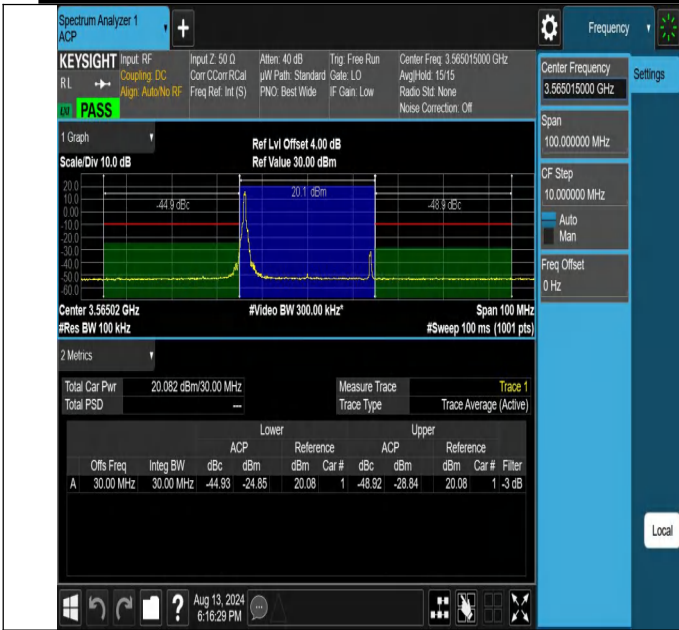 Spectrum Analyzer 1
ACP
+
Frequency
KEYSIGHT
Input: RF
Input Z: 50 Ω
Atten: 40 dB
Trig: Free Run
Center Freq: 3.565015000 GHz
RL
Coupling: DC
Corr CCorr RCal
µW Path: Standard
Gate: LO
Avg|Hold: 15/15
Align: Auto/No RF
Freq Ref: Int (S)
PNO: Best Wide
IF Gain: Low
Radio Std: None
Noise Correction: Off
PASS
Center Frequency
3.565015000 GHz
Settings
Span
100.000000 MHz
CF Step
10.000000 MHz
Auto
Man
Freq Offset
0 Hz
1 Graph
Ref Lvl Offset 4.00 dB
Scale/Div 10.0 dB
Ref Value 30.00 dBm
20.0
10.0
0.00
-10.0
-20.0
-30.0
-40.0
-50.0
-60.0
-44.9 dBc
20.1 dBm
-48.9 dBc
Center 3.56502 GHz
#Video BW 300.00 kHz*
Span 100 MHz
#Res BW 100 kHz
#Sweep 100 ms (1001 pts)
2 Metrics
Total Car Pwr
20.082 dBm/30.00 MHz
Measure Trace
Trace 1
Total PSD
---
Trace Type
Trace Average (Active)
Lower
Upper
ACP
Reference
ACP
Reference
Offs Freq
Integ BW
dBc
dBm
dBm
Car #
dBc
dBm
dBm
Car #
Filter
A 30.00 MHz 30.00 MHz -44.93 -24.85 20.08 1 -48.92 -28.84 20.08 1 -3 dB
Local
?
Aug 13, 2024
6:16:29 PM